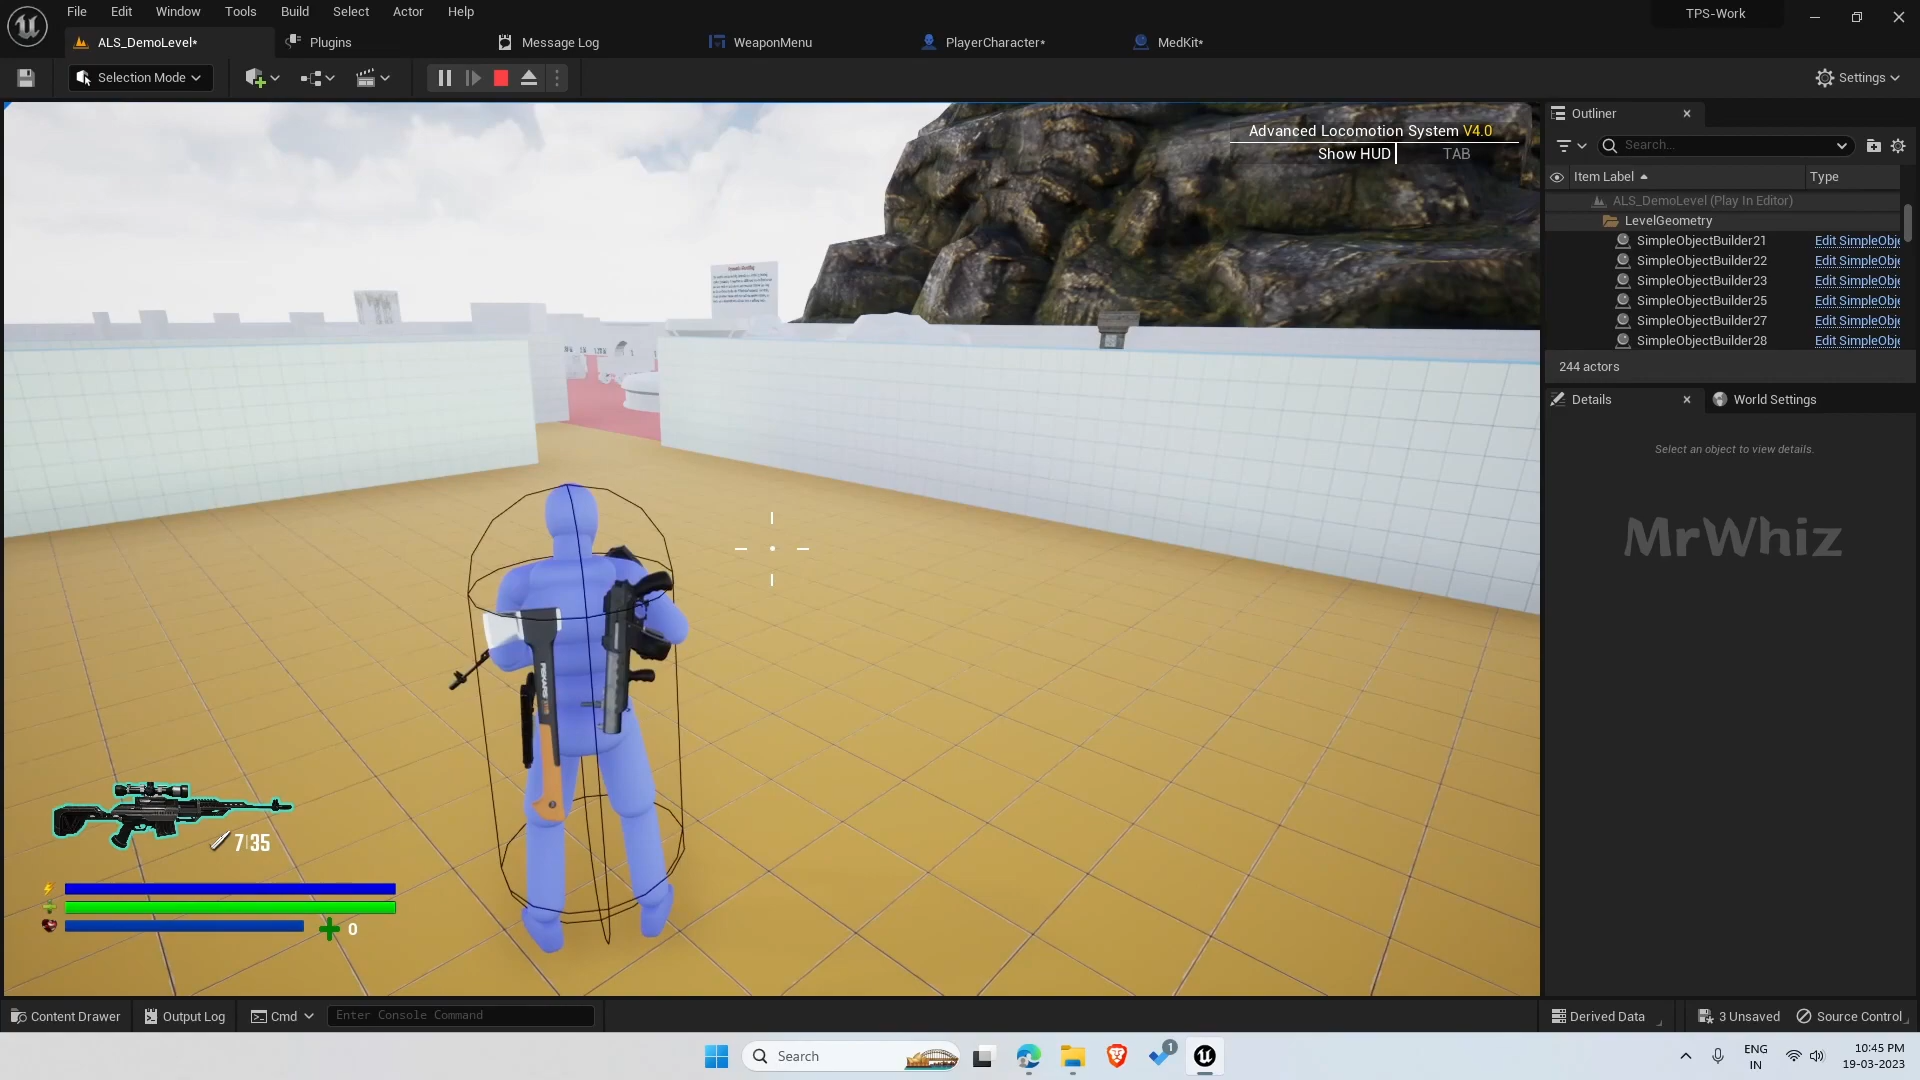 File Edit Window Tools Build Select Actor Help
TPS-Work
ALS_DemoLevel*
Plugins
Message Log
WeaponMenu
PlayerCharacter*
MedKit*
Selection Mode
Settings
Advanced Locomotion System V4.0
Show HUD
TAB
Outliner
Search...
Item Label
Type
ALS_DemoLevel (Play In Editor)
LevelGeometry
SimpleObjectBuilder21 Edit SimpleObje
SimpleObjectBuilder22 Edit SimpleObje
SimpleObjectBuilder23 Edit SimpleObje
SimpleObjectBuilder25 Edit SimpleObje
SimpleObjectBuilder27 Edit SimpleObje
SimpleObjectBuilder28 Edit SimpleObje
244 actors
Details
World Settings
Select an object to view details.
MrWhiz
7|35
0
Content Drawer
Output Log
Cmd
Enter Console Command
Derived Data
3 Unsaved
Source Control
Search
1
ENG
IN
10:45 PM
19-03-2023